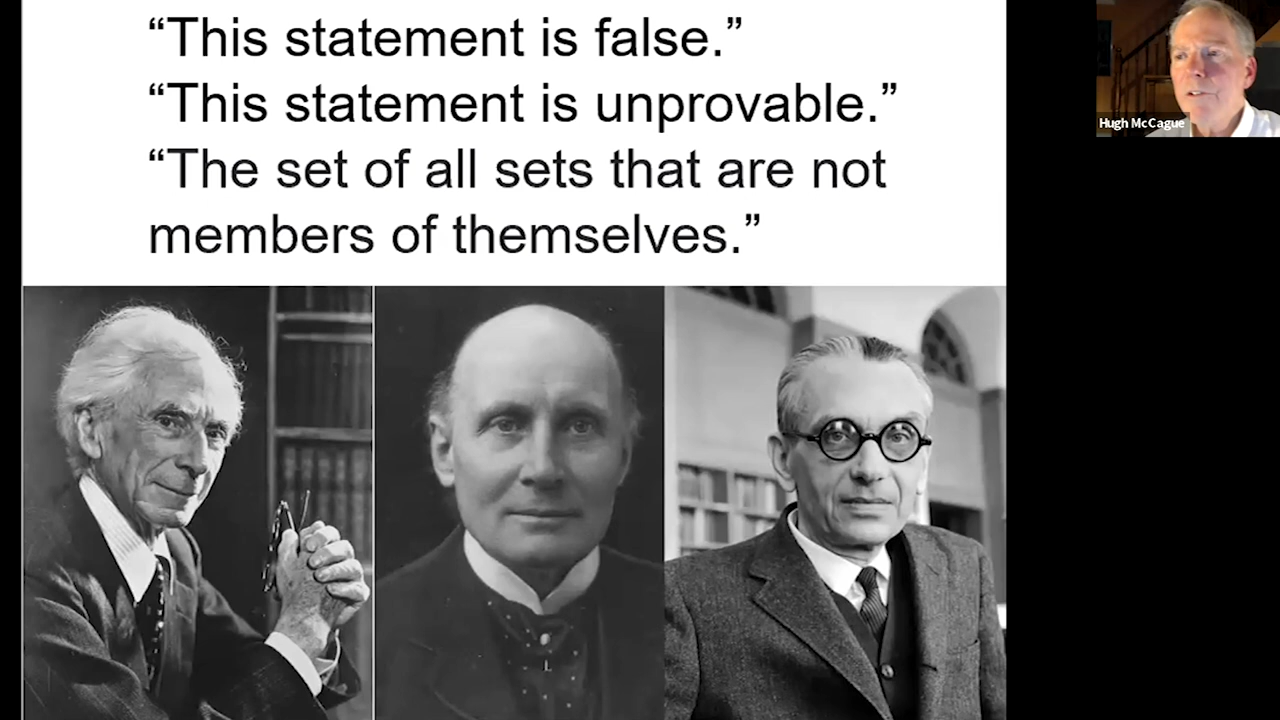 “This statement is false.”
“This statement is unprovable.”
“The set of all sets that are not
members of themselves.”
Hugh McCague